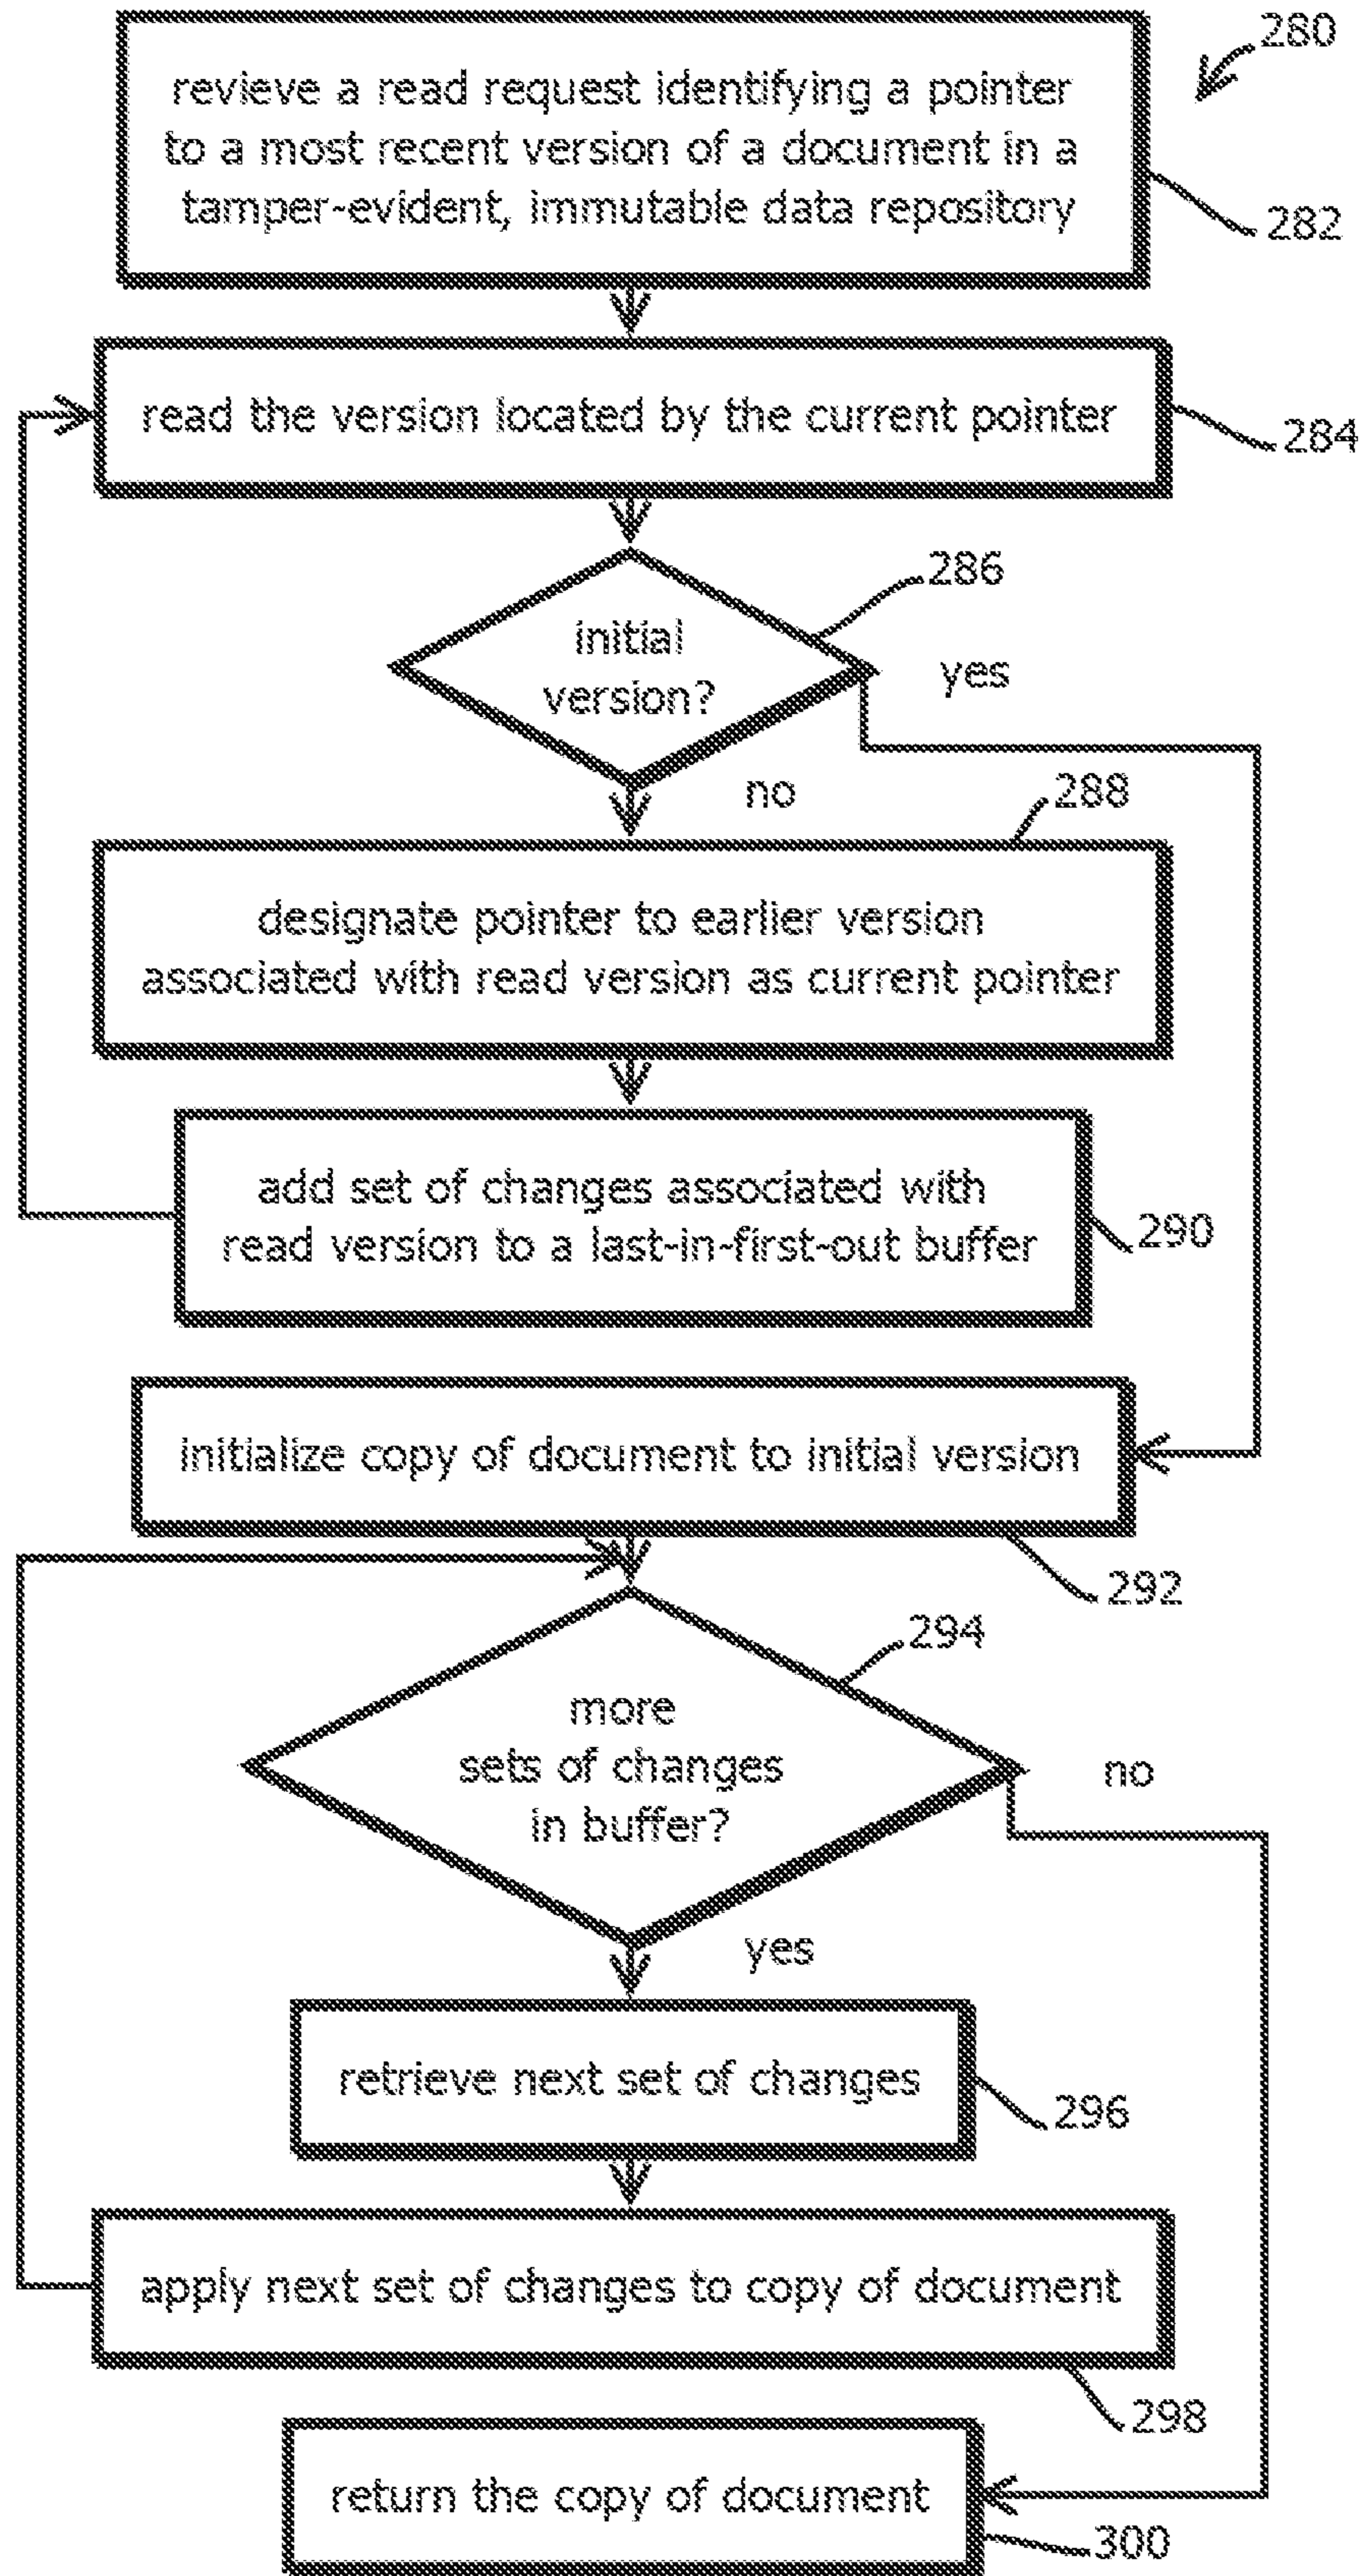 280
revieve a read request identifying a pointer
to a most recent version of a document in a
tamper-evident, immutable data repository
282
read the version located by the current pointer
284
286
initial
version?
yes
no
288
designate pointer to earlier version
associated with read version as current pointer
add set of changes associated with
read version to a last-in-first-out buffer
290
initialize copy of document to initial version
292
294
more
sets of changes
in buffer?
no
yes
retrieve next set of changes
296
apply next set of changes to copy of document
298
return the copy of document
300